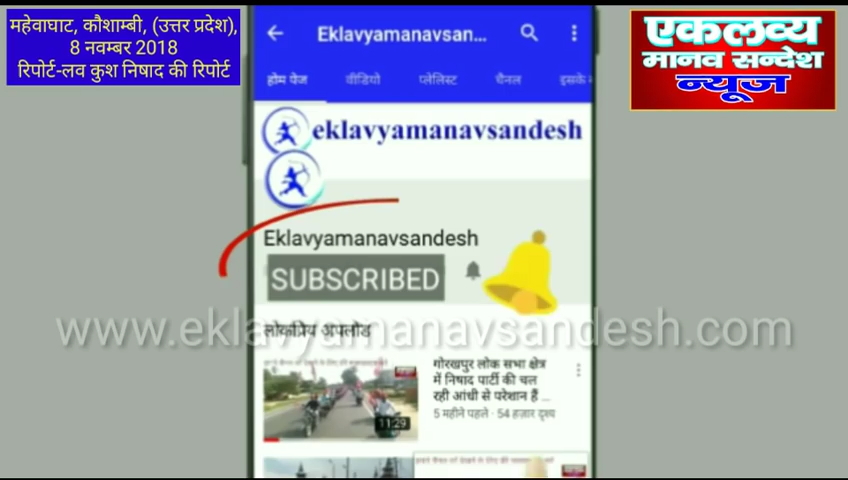 महेवाघाट, कौशाम्बी, (उत्तर प्रदेश),
8 नवम्बर 2018
रिपोर्ट-लव कुश निषाद की रिपोर्ट
एकलव्य
मानव सन्देश
न्यूज
Eklavyamanavsan...
होम पेज वीडियो प्लेलिस्ट चैनल इसके
eklavyamanavsandesh
Eklavyamanavsandesh
SUBSCRIBED
www.eklavyamanavsandesh.com
लोकप्रिय अपलोड
गोरखपुर लोक सभा क्षेत्र
में निषाद पार्टी की चल
रही आंधी से परेशान हैं ...
5 महीने पहले · 54 हज़ार दृश्य
11:29